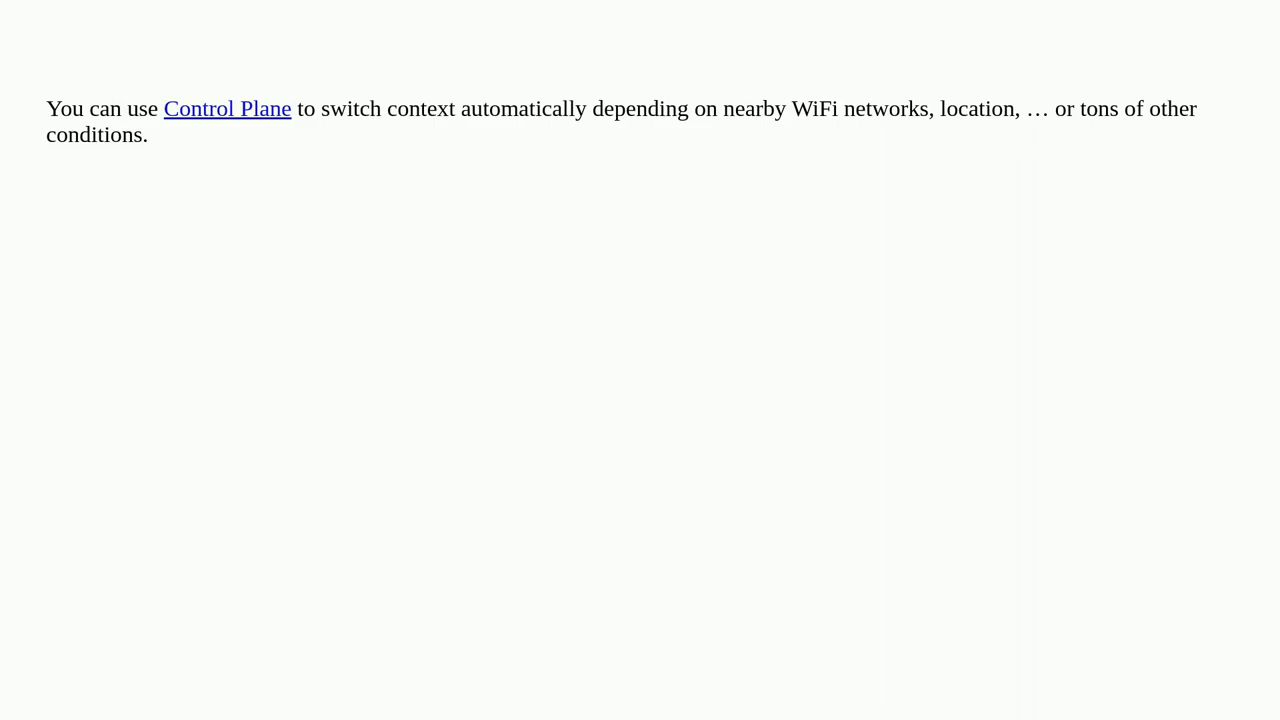 You can use Control Plane to switch context automatically depending on nearby WiFi networks, location, … or tons of other
conditions.